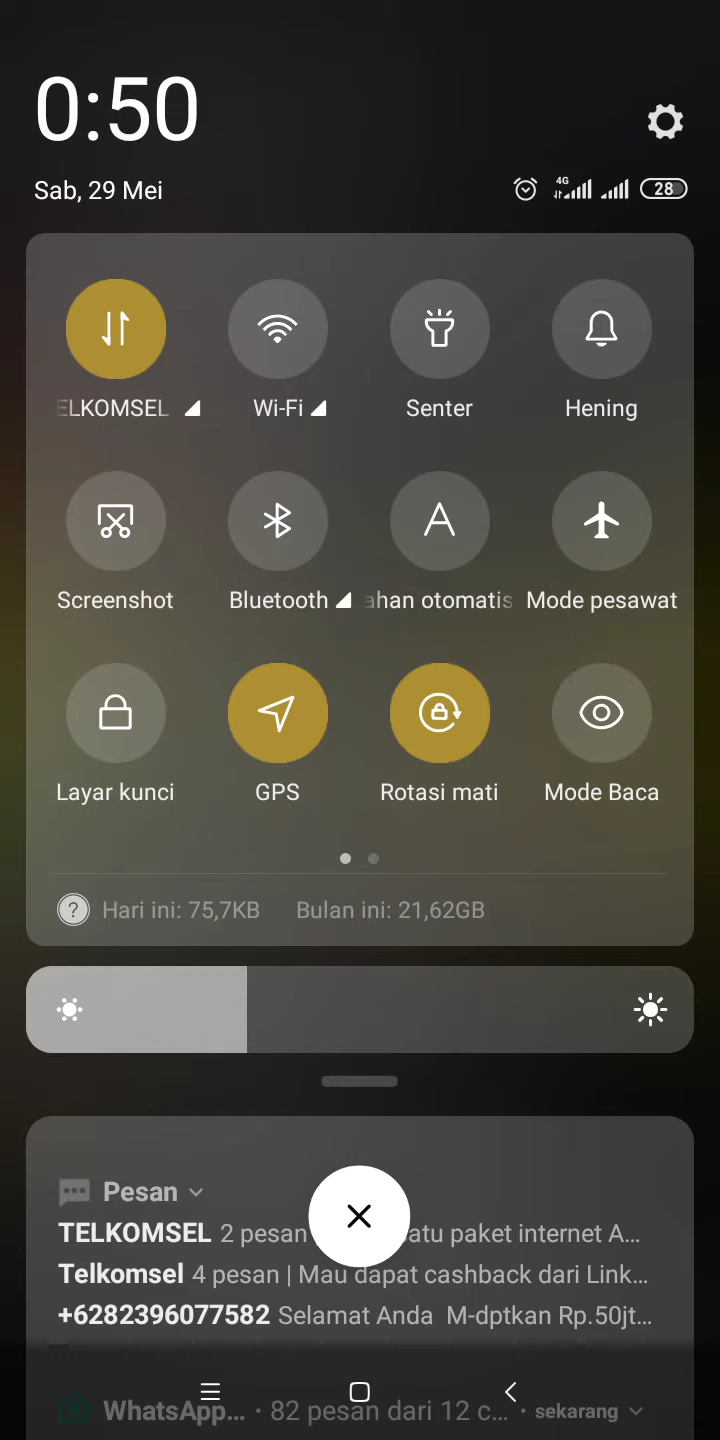 0:50
Sab, 29 Mei
4G
28
ELKOMSEL Wi-Fi Senter Hening
A
Screenshot Bluetooth ahan otomatis Mode pesawat
Layar kunci GPS Rotasi mati Mode Baca
? Hari ini: 75,7KB Bulan ini: 21,62GB
Pesan
TELKOMSEL 2 pesan atu paket internet A...
Telkomsel 4 pesan | Mau dapat cashback dari Link...
+6282396077582 Selamat Anda M-dptkan Rp.50jt...
WhatsApp... · 82 pesan dari 12 c... · sekarang